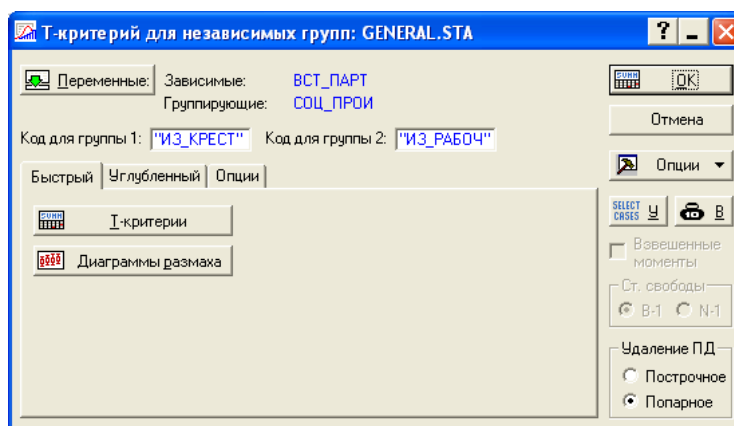 Т-критерий для независимых групп: GENERAL.STA
Переменные: Зависимые: ВСТ_ПАРТ
Группирующие: СОЦ_ПРОИ
Код для группы 1: "ИЗ_КРЕСТ" Код для группы 2: "ИЗ_РАБОЧ"
Быстрый Углубленный Опции
Т-критерии
Диаграммы размаха
OK
Отмена
Опции
SELECT CASES У В
Взвешенные
моменты
Ст. свободы
В-1 N-1
Удаление ПД
Построчное
Попарное